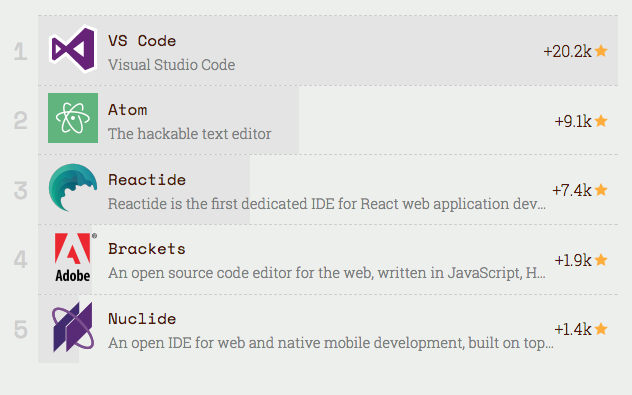 1
VS Code
Visual Studio Code
+20.2k
2
Atom
The hackable text editor
+9.1k
3
Reactide
Reactide is the first dedicated IDE for React web application dev...
+7.4k
4
Adobe
®
Brackets
An open source code editor for the web, written in JavaScript, H...
+1.9k
5
Nuclide
An open IDE for web and native mobile development, built on top...
+1.4k